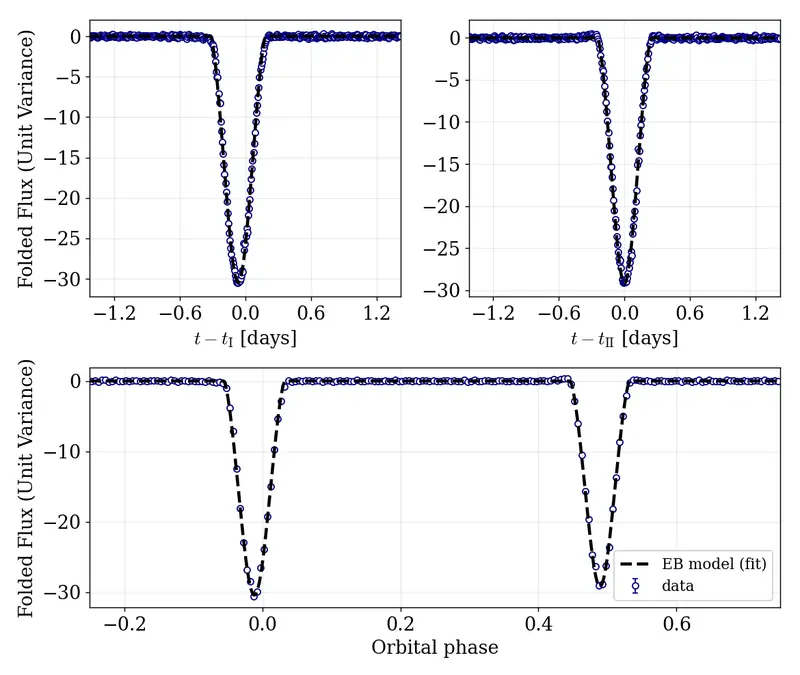 Folded Flux (Unit Variance)
0
−5
−10
−15
−20
−25
−30
−1.2 −0.6 0.0 0.6 1.2
t − t_I [days]
0
−5
−10
−15
−20
−25
−30
−1.2 −0.6 0.0 0.6 1.2
t − t_II [days]
Folded Flux (Unit Variance)
0
−10
−20
−30
−0.2 0.0 0.2 0.4 0.6
Orbital phase
EB model (fit)
data